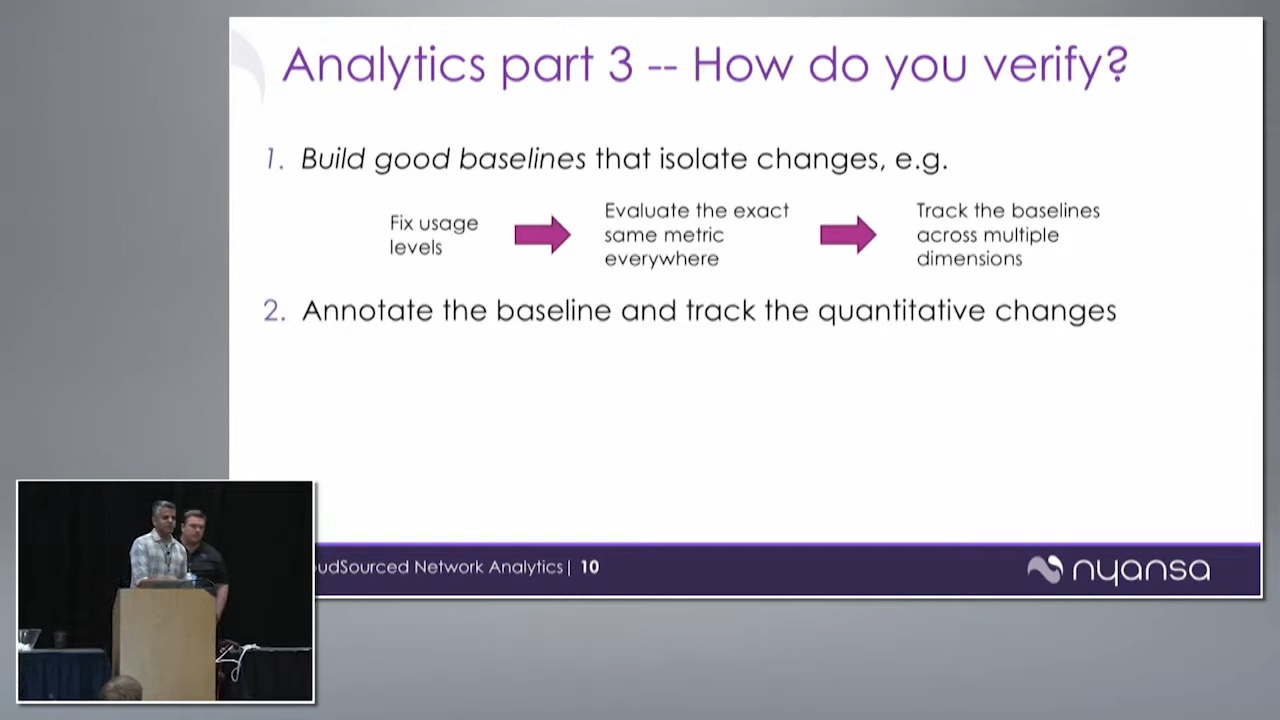 Analytics part 3 -- How do you verify?
1. Build good baselines that isolate changes, e.g.
Fix usage
levels
Evaluate the exact
same metric
everywhere
Track the baselines
across multiple
dimensions
2. Annotate the baseline and track the quantitative changes
oudSourced Network Analytics| 10
nyansa